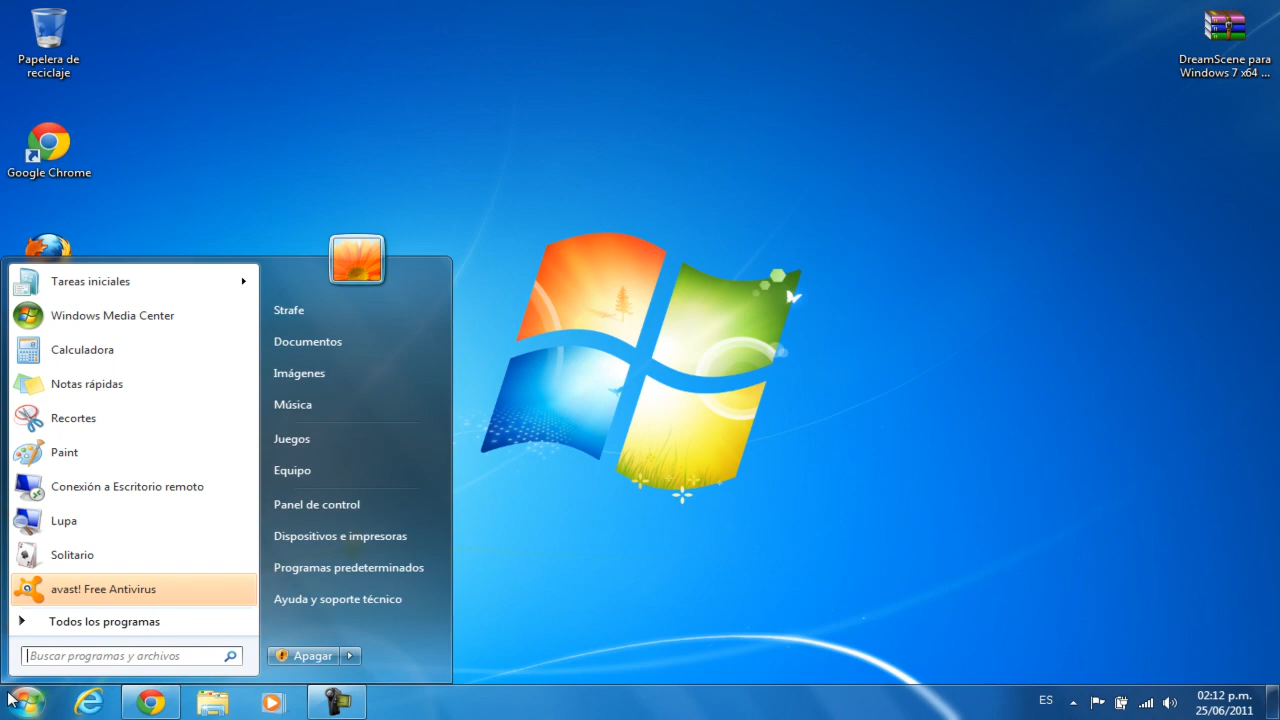 Papelera de
reciclaje
Google Chrome
DreamScene para
Windows 7 x64 ...
Tareas iniciales
Windows Media Center
Calculadora
Notas rápidas
Recortes
Paint
Conexión a Escritorio remoto
Lupa
Solitario
avast! Free Antivirus
Todos los programas
Buscar programas y archivos
Strafe
Documentos
Imágenes
Música
Juegos
Equipo
Panel de control
Dispositivos e impresoras
Programas predeterminados
Ayuda y soporte técnico
Apagar
ES
02:12 p.m.
25/06/2011